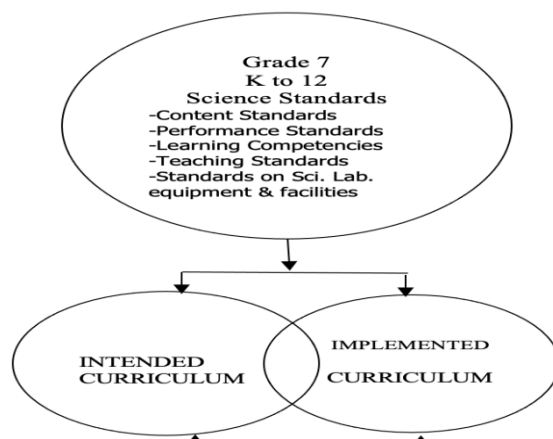 Grade 7
K to 12
Science Standards
-Content Standards
-Performance Standards
-Learning Competencies
-Teaching Standards
-Standards on Sci. Lab.
equipment & facilities
INTENDED
CURRICULUM
IMPLEMENTED
CURRICULUM